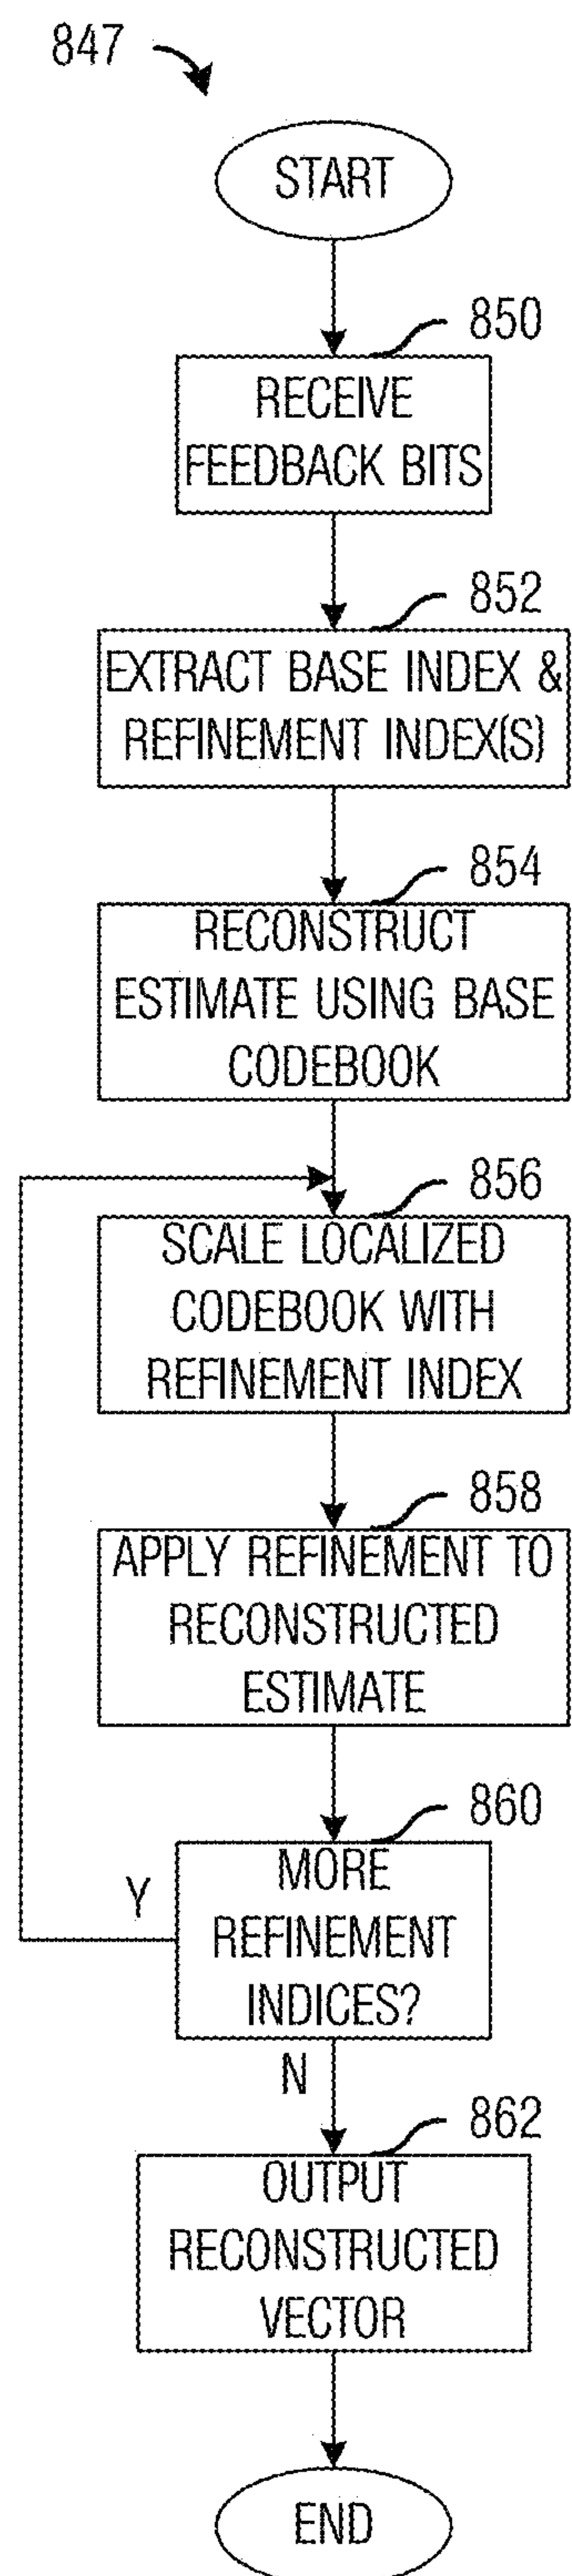 847
START
850
RECEIVE
FEEDBACK BITS
852
EXTRACT BASE INDEX &
REFINEMENT INDEX(S)
854
RECONSTRUCT
ESTIMATE USING BASE
CODEBOOK
856
SCALE LOCALIZED
CODEBOOK WITH
REFINEMENT INDEX
858
APPLY REFINEMENT TO
RECONSTRUCTED
ESTIMATE
860
MORE
REFINEMENT
INDICES?
Y
N
862
OUTPUT
RECONSTRUCTED
VECTOR
END